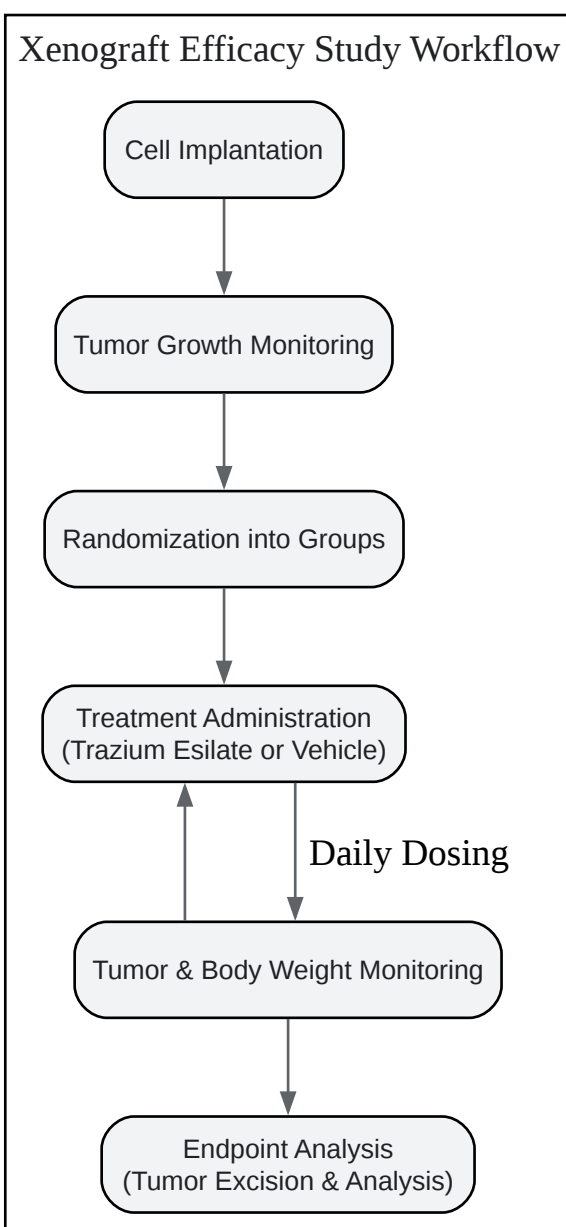 Xenograft Efficacy Study Workflow
Cell Implantation
Tumor Growth Monitoring
Randomization into Groups
Treatment Administration
(Trazium Esilate or Vehicle)
Daily Dosing
Tumor & Body Weight Monitoring
Endpoint Analysis
(Tumor Excision & Analysis)